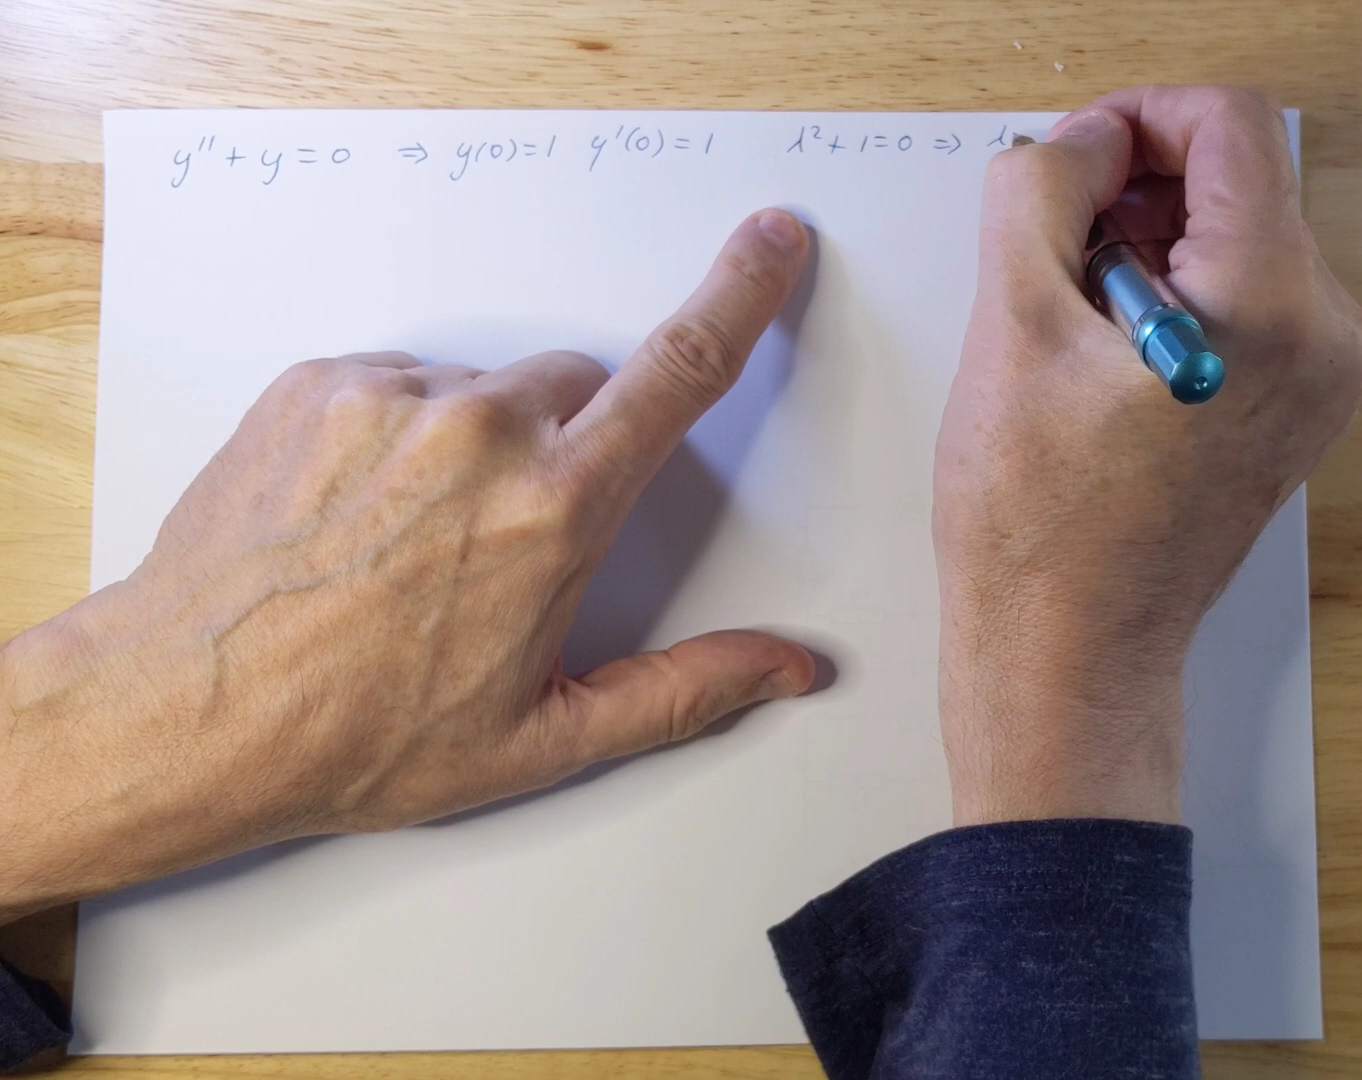 y'' + y = 0 ⇒ y(0)=1 y'(0)=1 λ²+1=0 ⇒ λ